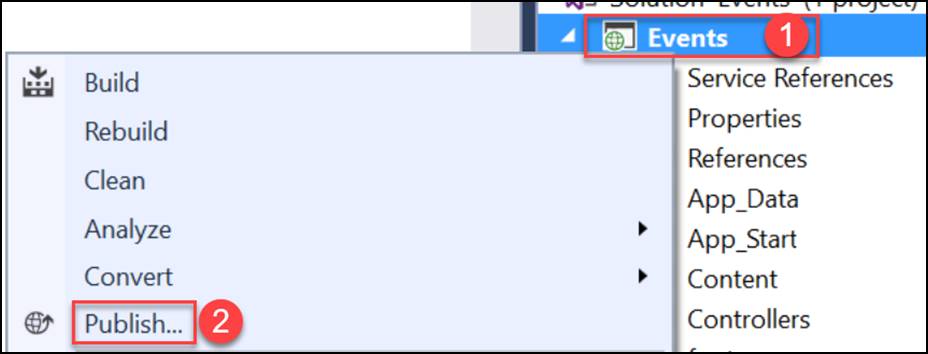 Solution 'Events' (1 project)
Events 1
Build
Rebuild
Clean
Analyze
Convert
Publish... 2
Service References
Properties
References
App_Data
App_Start
Content
Controllers